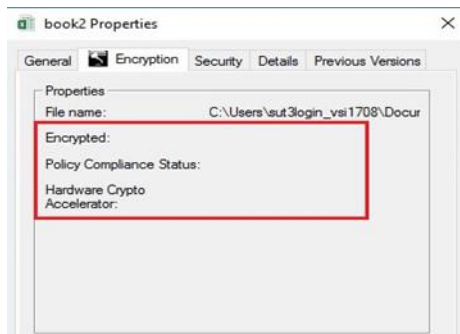 book2 Properties
General Encryption Security Details Previous Versions
Properties
File name: C:\Users\sut3login_vsi1708\Docur
Encrypted:
Policy Compliance Status:
Hardware Crypto
Accelerator: